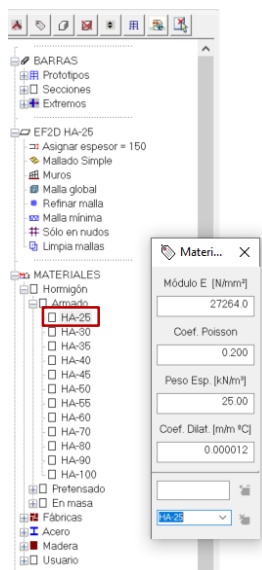 BARRAS
Prototipos
Secciones
Extremos
EF2D HA-25
Asignar espesor = 150
Mallado Simple
Muros
Malla global
Refinar malla
Malla mínima
Sólo en nudos
Limpia mallas
MATERIALES
Hormigón
Armado
HA-25
HA-30
HA-35
HA-40
HA-45
HA-50
HA-55
HA-60
HA-70
HA-80
HA-90
HA-100
Pretensado
En masa
Fábricas
Acero
Madera
Usuario
Materi...
Módulo E [N/mm²]
27264.0
Coef. Poisson
0.200
Peso Esp. [kN/m³]
25.00
Coef. Dilat. [m/m ºC]
0.000012
HA-25